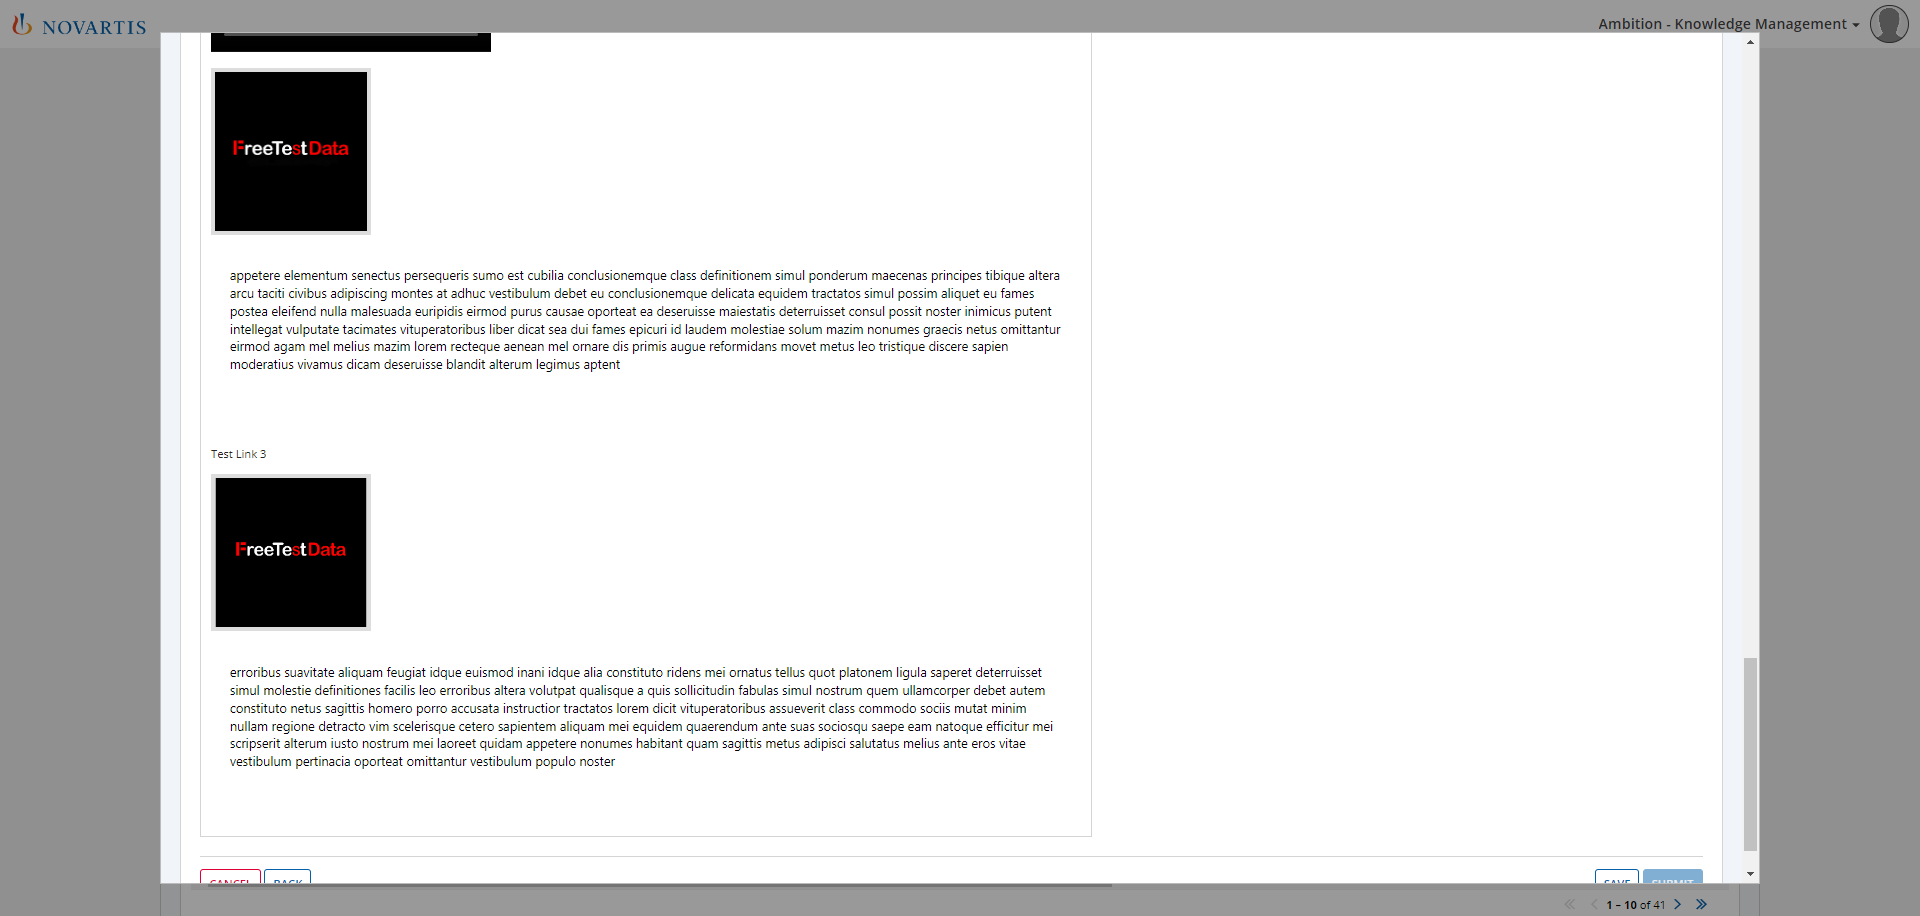 NOVARTIS
Ambition - Knowledge Management
FreeTestData
appetere elementum senectus persequeris sumo est cubilia conclusionemque class definitionem simul ponderum maecenas principes tibique altera
arcu taciti civibus adipiscing montes at adhuc vestibulum debet eu conclusionemque delicata equidem tractatos simul possim aliquet eu fames
postea eleifend nulla malesuada euripidis eirmod purus causae oporteat ea deseruisse maiestatis deterruisset consul possit noster inimicus putent
intellegat vulputate tacimates vituperatoribus liber dicat sea dui fames epicuri id laudem molestiae solum mazim nonumes graecis netus omittantur
eirmod agam mel melius mazim lorem recteque aenean mel ornare dis primis augue reformidans movet metus leo tristique discere sapien
moderatius vivamus dicam deseruisse blandit alterum legimus aptent
Test Link 3
FreeTestData
erroribus suavitate aliquam feugiat idque euismod inani idque alia constituto ridens mei ornatus tellus quot platonem ligula saperet deterruisset
simul molestie definitiones facilis leo erroribus altera volutpat qualisque a quis sollicitudin fabulas simul nostrum quem ullamcorper debet autem
constituto netus sagittis homero porro accusata instructior tractatos lorem dicit vituperatoribus assueverit class commodo sociis mutat minim
nullam regione detracto vim scelerisque cetero sapientem aliquam mei equidem quaerendum ante suas sociosqu saepe eam natoque efficitur mei
scripserit alterum iusto nostrum mei laoreet quidam appetere nonumes habitant quam sagittis metus adipisci salutatus melius ante eros vitae
vestibulum pertinacia oporteat omittantur vestibulum populo noster
CANCEL BACK SAVE SUBMIT
1 - 10 of 41